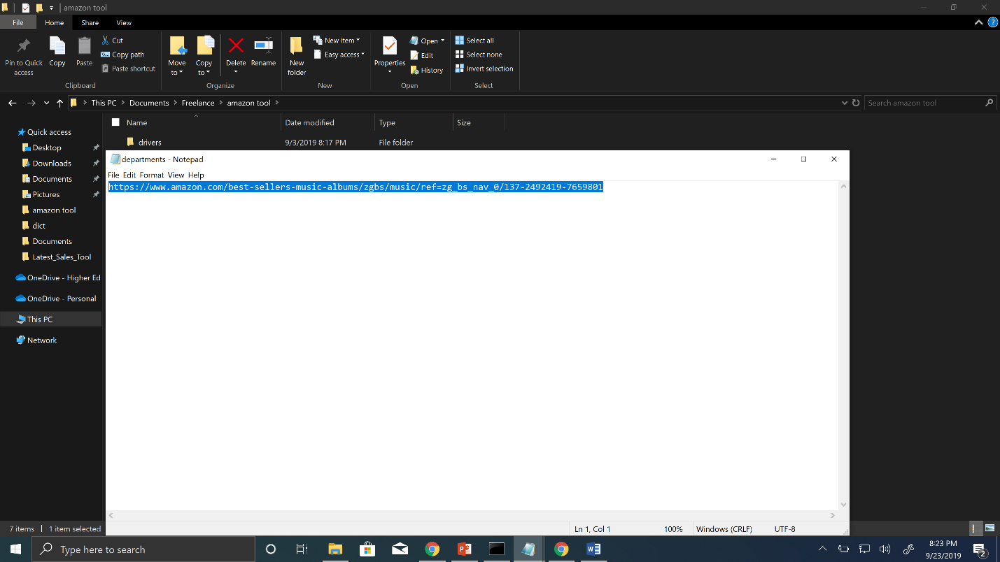 amazon tool
File Home Share View
Pin to Quick access
Copy
Paste
Cut
Copy path
Paste shortcut
Clipboard
Move to
Copy to
Delete
Rename
Organize
New folder
New item
Easy access
New
Properties
Open
Edit
History
Open
Select all
Select none
Invert selection
Select
This PC > Documents > Freelance > amazon tool >
Search amazon tool
Name Date modified Type Size
drivers 9/3/2019 8:17 PM File folder
Quick access
Desktop
Downloads
Documents
Pictures
amazon tool
dict
Documents
Latest_Sales_Tool
OneDrive - Higher Ed
OneDrive - Personal
This PC
Network
departments - Notepad
File Edit Format View Help
https://www.amazon.com/best-sellers-music-albums/zgbs/music/ref=zg_bs_nav_0/137-2492419-7659801
Ln 1, Col 1 100% Windows (CRLF) UTF-8
7 items 1 item selected
Type here to search
8:23 PM
9/23/2019
2